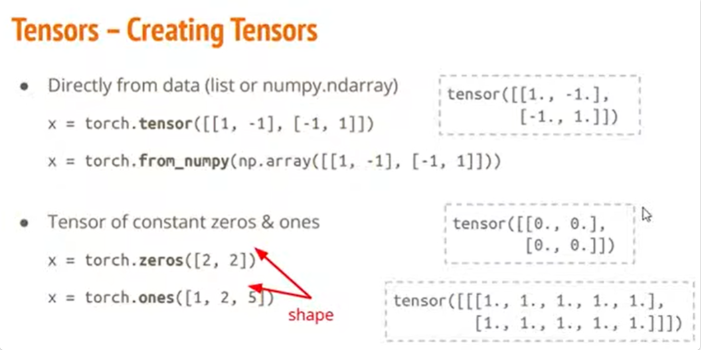 Tensors – Creating Tensors
● Directly from data (list or numpy.ndarray)
x = torch.tensor([[1, -1], [-1, 1]])
x = torch.from_numpy(np.array([[1, -1], [-1, 1]]))
tensor([[1., -1.],
[-1., 1.]])
● Tensor of constant zeros & ones
x = torch.zeros([2, 2])
x = torch.ones([1, 2, 5])
shape
tensor([[0., 0.],
[0., 0.]])
tensor([[[1., 1., 1., 1., 1.],
[1., 1., 1., 1., 1.]]])